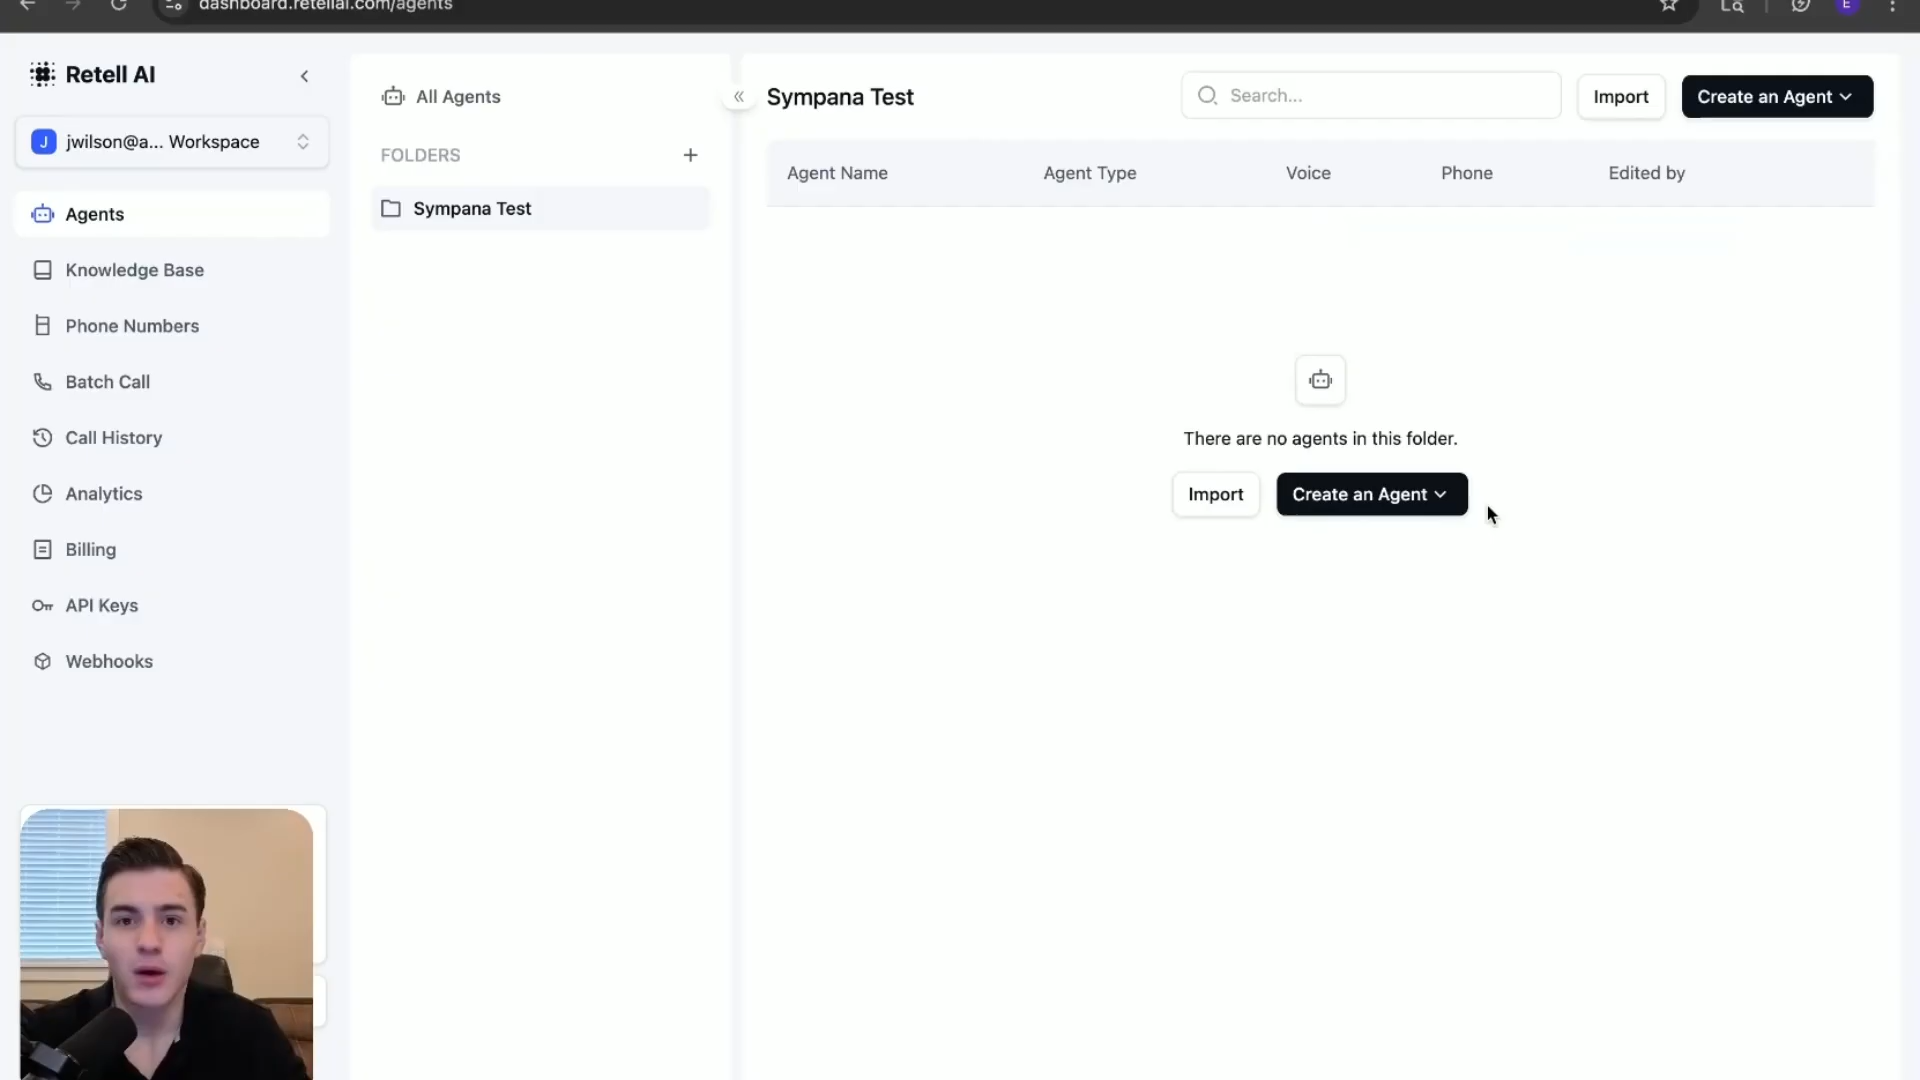 dashboard.retellai.com/agents
E
Retell AI
J
jwilson@a... Workspace
Agents
Knowledge Base
Phone Numbers
Batch Call
Call History
Analytics
Billing
API Keys
Webhooks
All Agents
FOLDERS
Sympana Test
Sympana Test
Search...
Import
Create an Agent
Agent Name
Agent Type
Voice
Phone
Edited by
There are no agents in this folder.
Import
Create an Agent